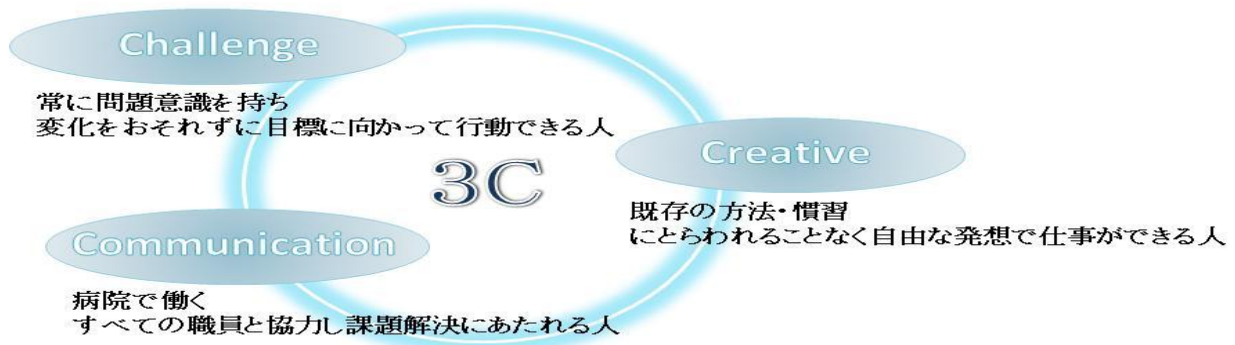 Challenge
常に問題意識を持ち
変化をおそれずに目標に向かって行動できる人
3C
Creative
既存の方法・慣習
にとらわれることなく自由な発想で仕事ができる人
Communication
病院で働く
すべての職員と協力し課題解決にあたれる人